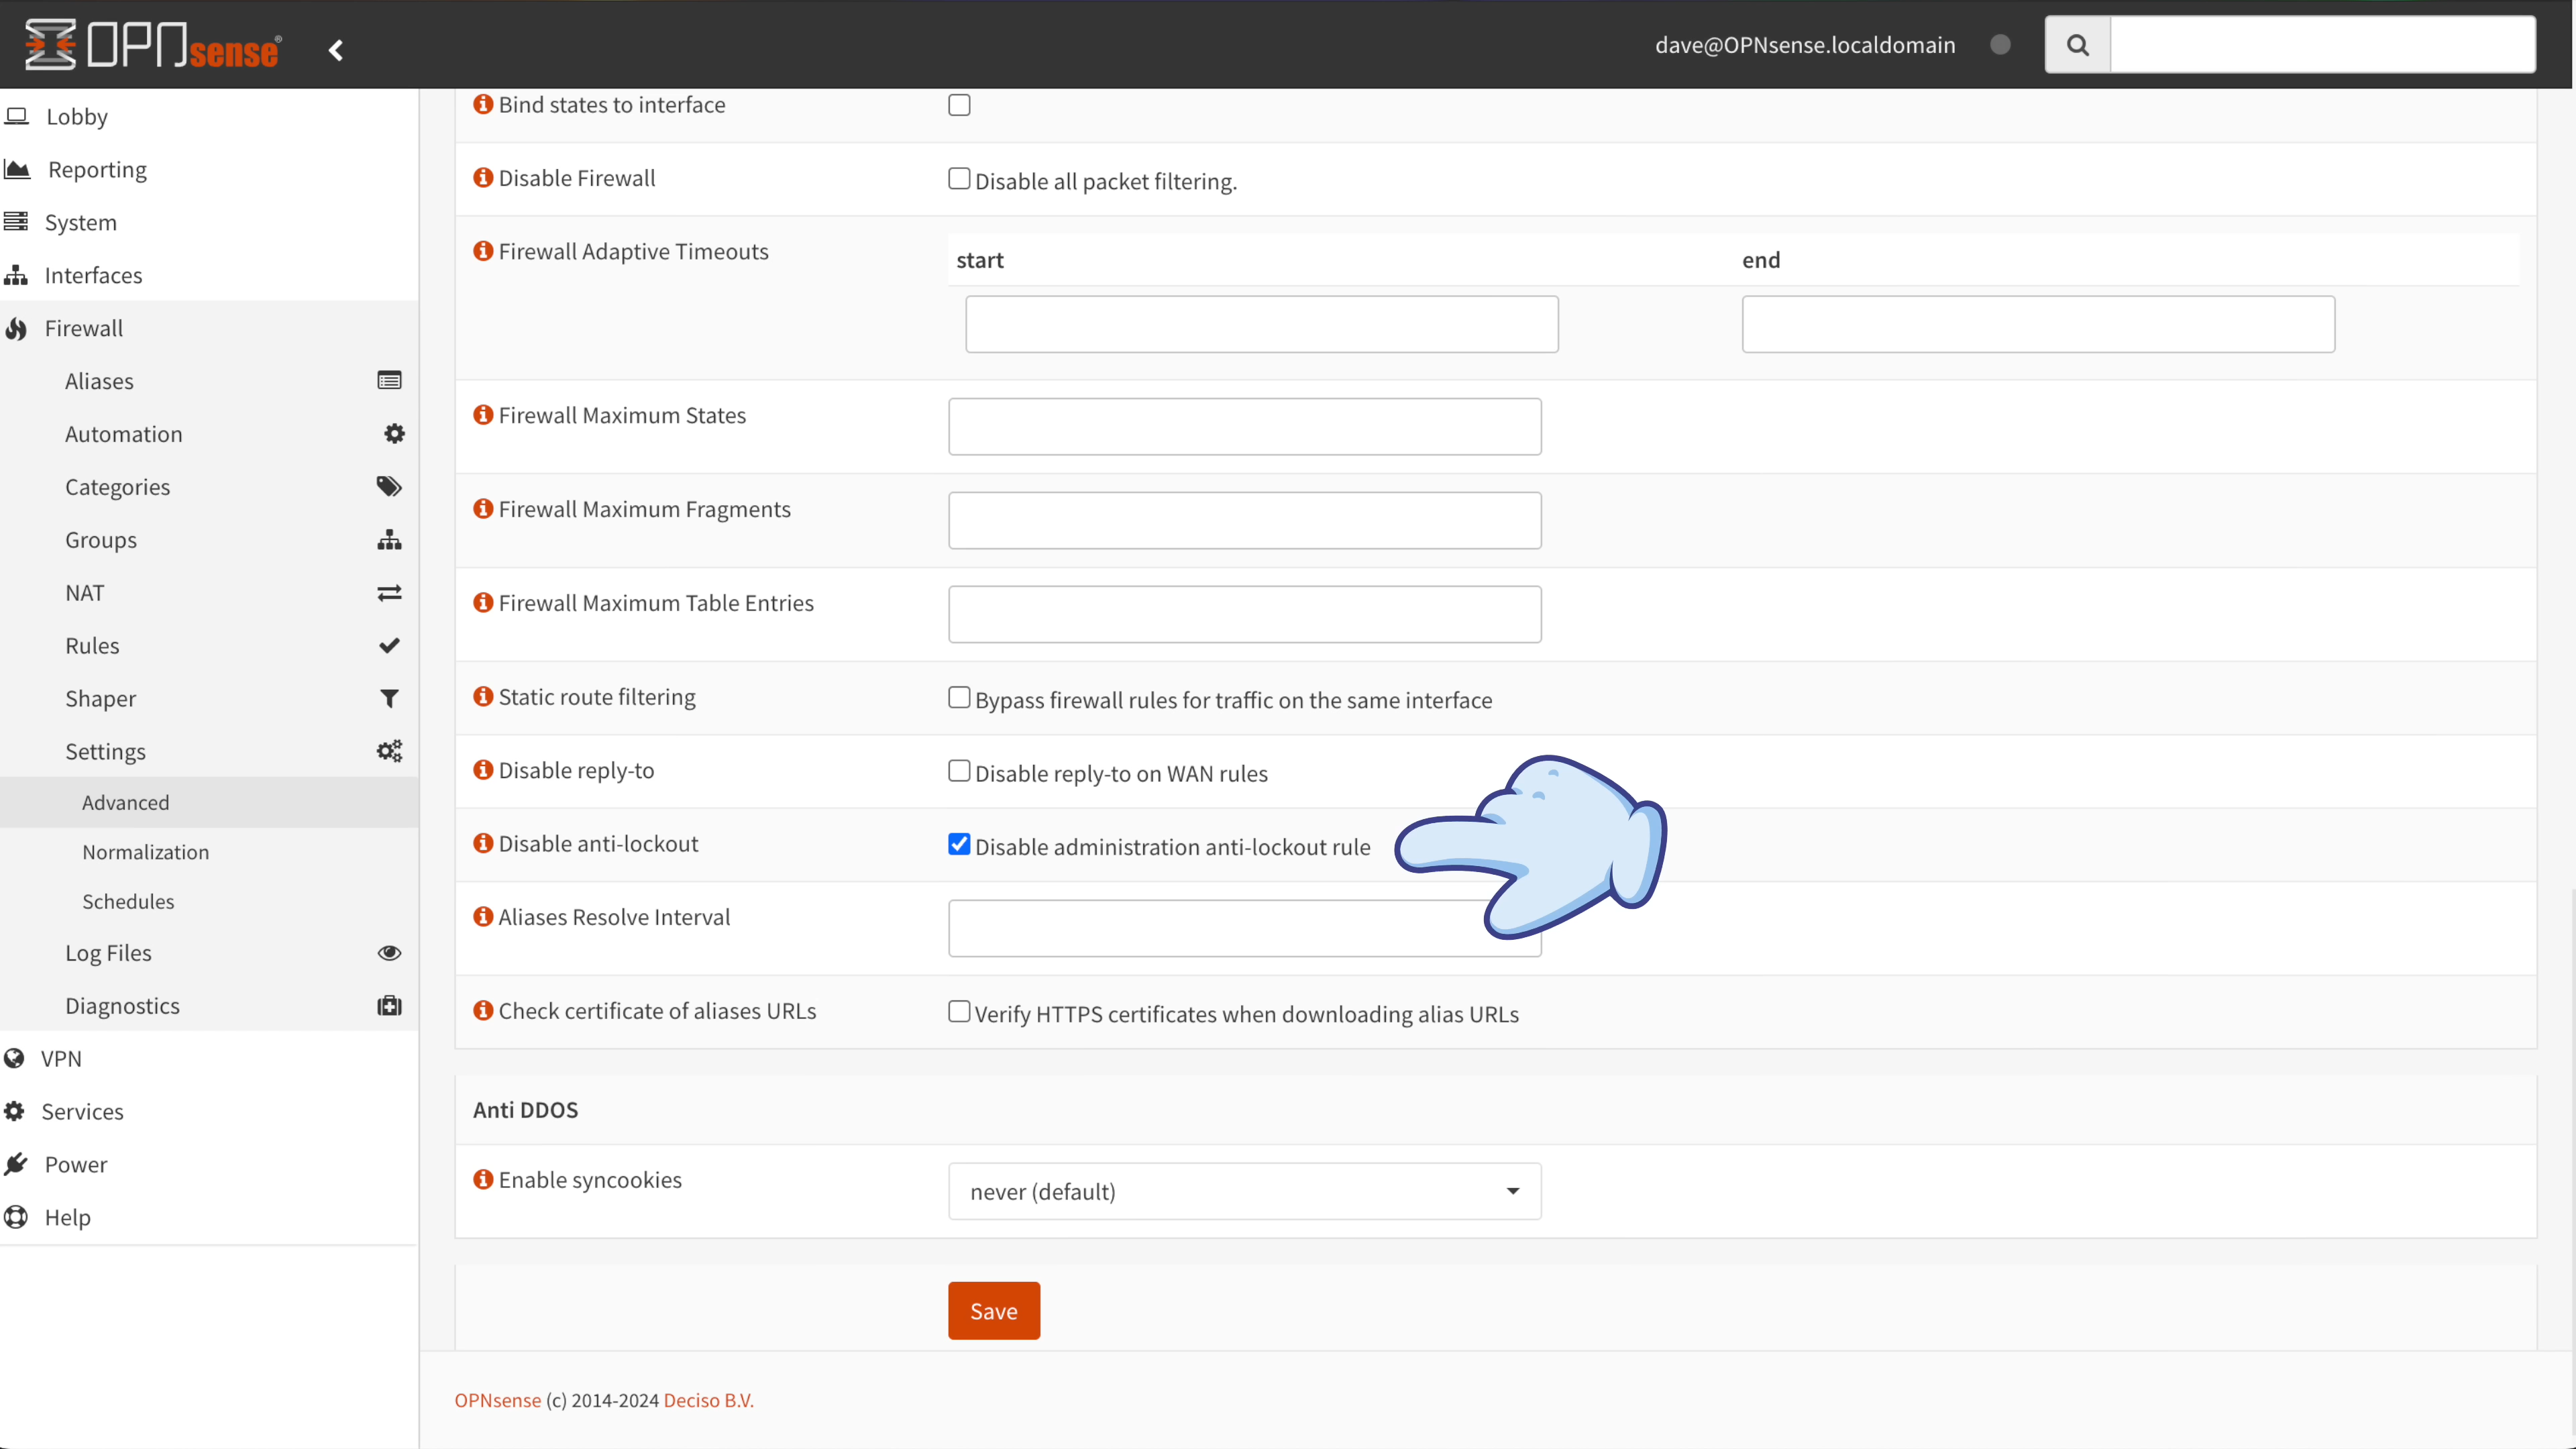 OPNsense®
dave@OPNsense.localdomain
Lobby
Reporting
System
Interfaces
Firewall
Aliases
Automation
Categories
Groups
NAT
Rules
Shaper
Settings
Advanced
Normalization
Schedules
Log Files
Diagnostics
VPN
Services
Power
Help
Bind states to interface
Disable Firewall Disable all packet filtering.
Firewall Adaptive Timeouts start end
Firewall Maximum States
Firewall Maximum Fragments
Firewall Maximum Table Entries
Static route filtering Bypass firewall rules for traffic on the same interface
Disable reply-to Disable reply-to on WAN rules
Disable anti-lockout Disable administration anti-lockout rule
Aliases Resolve Interval
Check certificate of aliases URLs Verify HTTPS certificates when downloading alias URLs
Anti DDOS
Enable syncookies never (default)
Save
OPNsense (c) 2014-2024 Deciso B.V.